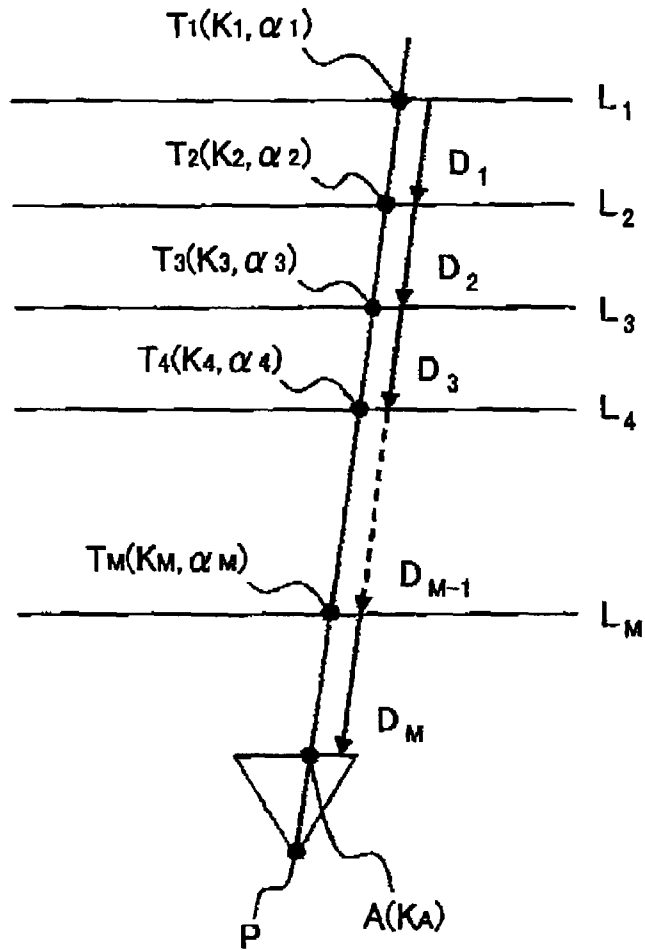 T1(K1, α1)
L1
D1
T2(K2, α2)
L2
D2
T3(K3, α3)
L3
D3
T4(K4, α4)
L4
TM(KM, αM)
DM-1
LM
DM
P
A(KA)